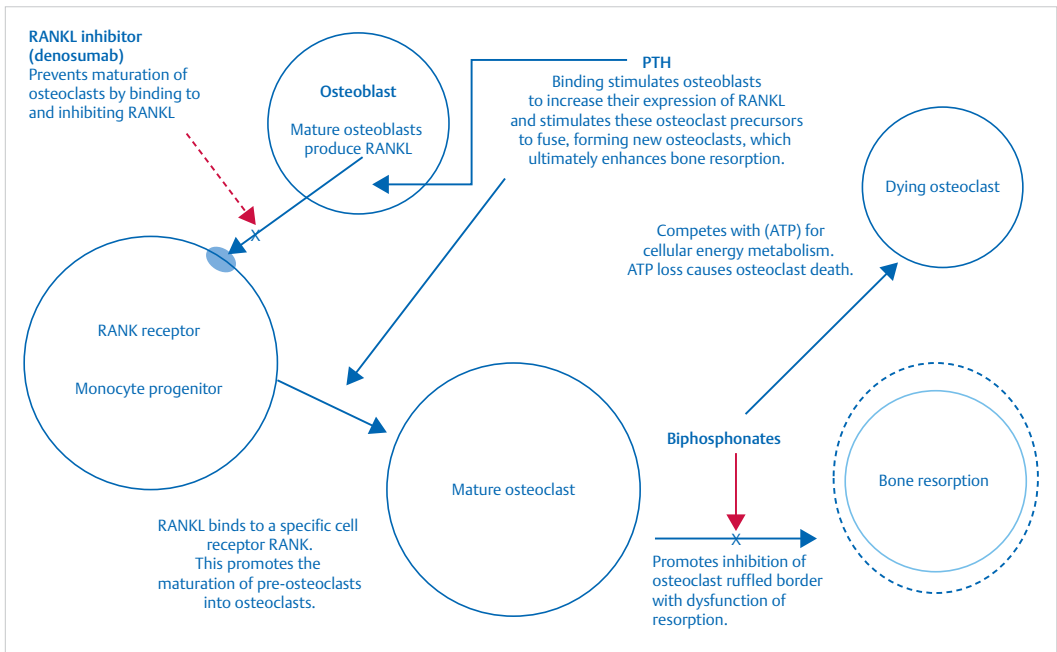 RANKL inhibitor
(denosumab)
Prevents maturation of
osteoclasts by binding to
and inhibiting RANKL
Osteoblast
Mature osteoblasts
produce RANKL
PTH
Binding stimulates osteoblasts
to increase their expression of RANKL
and stimulates these osteoclast precursors
to fuse, forming new osteoclasts, which
ultimately enhances bone resorption.
Dying osteoclast
Competes with (ATP) for
cellular energy metabolism.
ATP loss causes osteoclast death.
X
RANK receptor
Monocyte progenitor
Mature osteoclast
Biphosphonates
Bone resorption
RANKL binds to a specific cell
receptor RANK.
This promotes the
maturation of pre-osteoclasts
into osteoclasts.
X
Promotes inhibition of
osteoclast ruffled border
with dysfunction of
resorption.